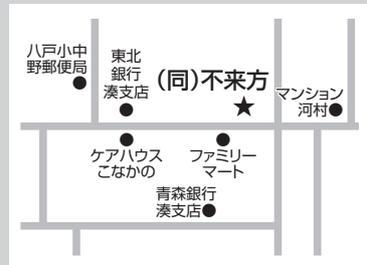 八戸小中
野郵便局
東北
銀行
湊支店
(同)不来方
マンション
河村
ケアハウス
こなかの
ファミリー
マート
青森銀行
湊支店